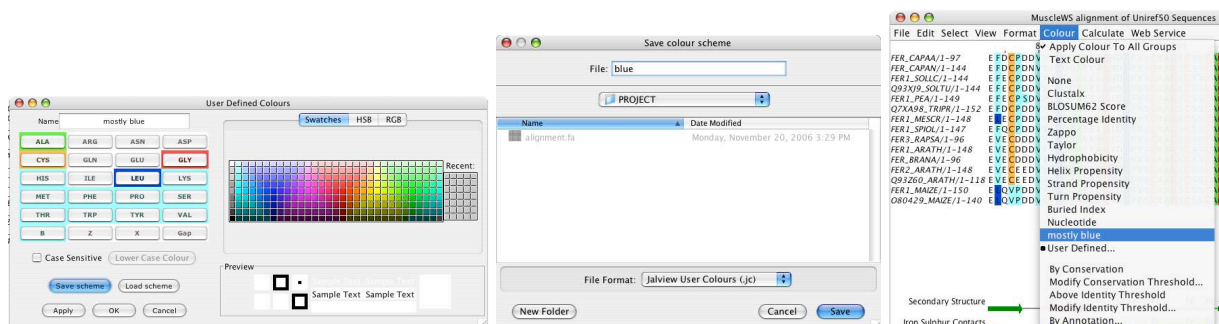 User Defined Colours
Name mostly blue
ALA ARG ASN ASP
CYS GLN GLU GLY
HIS ILE LEU LYS
MET PHE PRO SER
THR TRP TYR VAL
B Z X Gap
Case Sensitive Lower Case Colour
Save scheme Load scheme
Apply OK Cancel
Swatches HSB RGB
Recent:
Preview
Sample Text Sample Text
Save colour scheme
File: blue
PROJECT
Name Date Modified
alignment.fa Monday, November 20, 2006 3:29 PM
File Format: Jalview User Colours (.jc)
New Folder Cancel Save
MuscleWS alignment of Uniref50 Sequences
File Edit Select View Format Colour Calculate Web Service
FER_CAPAA/1-97 E F D C P D D V
FER_CAPAN/1-144 E F D C P D N V
FER1_SOLLC/1-144 E F E C P D D V
Q93XJ9_SOLTU/1-144 E F E C P D D V
FER1_PEA/1-149 E F E C P S D V
Q7XA98_TRIPR/1-152 E F D C P D D V
FER1_MESCR/1-148 E L E C P D D V
FER1_SPIOL/1-147 E F Q C P D D V
FER3_RAPSA/1-96 E V E C D D D V
FER1_ARATH/1-148 E V E C D D D V
FER_BRANA/1-96 E V E C D D D V
FER2_ARATH/1-148 E V E C E E D V
Q93Z60_ARATH/1-118 E V E C E E D V
FER1_MAIZE/1-150 E L Q V P D D V
O80429_MAIZE/1-140 E L Q V P D D V
Secondary Structure
Iron Sulphur Contacts
Apply Colour To All Groups
Text Colour
None
Clustalx
BLOSUM62 Score
Percentage Identity
Zappo
Taylor
Hydrophobicity
Helix Propensity
Strand Propensity
Turn Propensity
Buried Index
Nucleotide
mostly blue
User Defined...
By Conservation
Modify Conservation Threshold...
Above Identity Threshold
Modify Identity Threshold...
By Annotation...